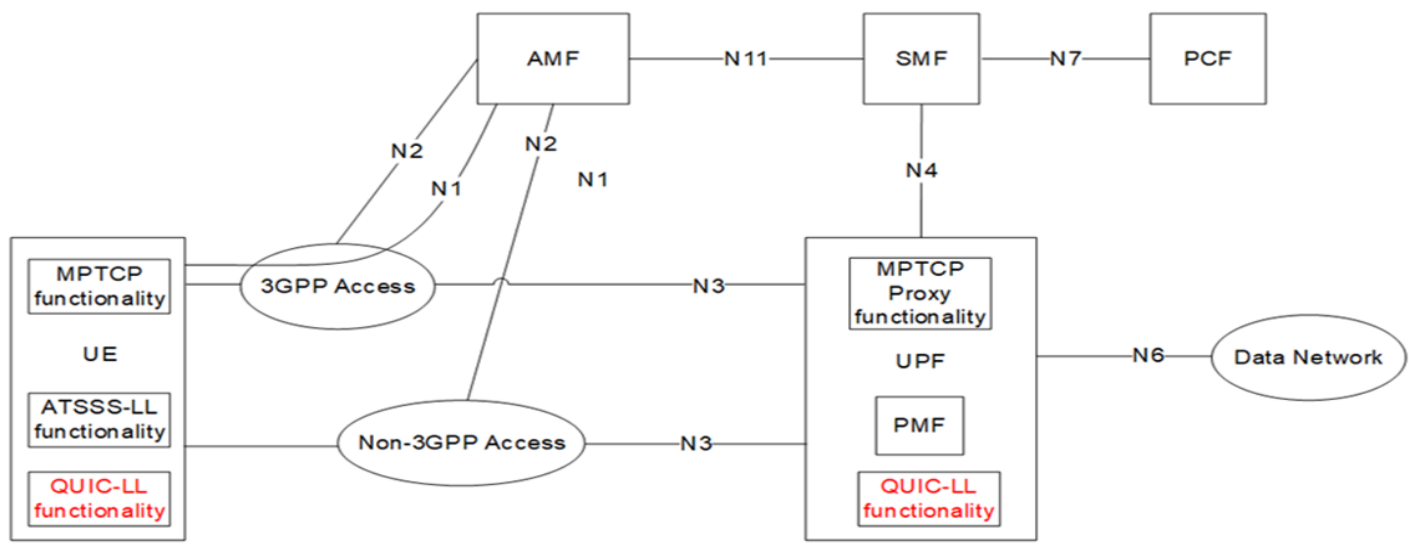 AMF
N11
SMF
N7
PCF
N2
N2
N1
N1
N4
MPTCP
functionality
3GPP Access
N3
MPTCP
Proxy
functionality
UE
UPF
N6
Data Network
ATSSS-LL
functionality
Non-3GPP Access
N3
PMF
QUIC-LL
functionality
QUIC-LL
functionality